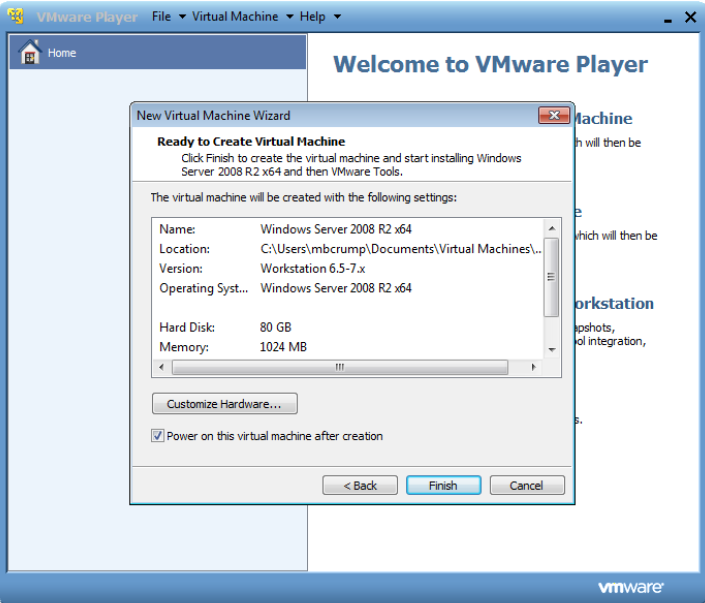 VMware Player File Virtual Machine Help
Home
Welcome to VMware Player
New Virtual Machine Wizard
Ready to Create Virtual Machine
Click Finish to create the virtual machine and start installing Windows
Server 2008 R2 x64 and then VMware Tools.
The virtual machine will be created with the following settings:
Name: Windows Server 2008 R2 x64
Location: C:\Users\mbcrump\Documents\Virtual Machines\..
Version: Workstation 6.5-7.x
Operating Syst... Windows Server 2008 R2 x64
Hard Disk: 80 GB
Memory: 1024 MB
Customize Hardware...
Power on this virtual machine after creation
< Back Finish Cancel
will then be
which will then be
integration,
vmware